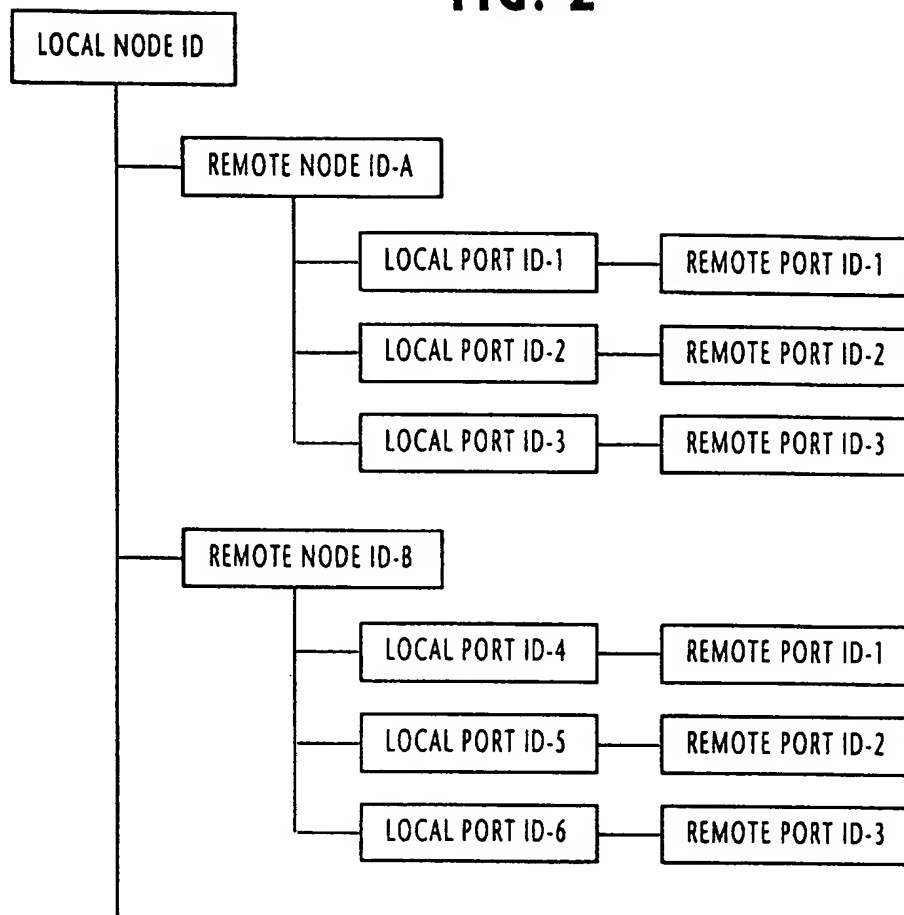 FIG. 2
LOCAL NODE ID
REMOTE NODE ID-A
LOCAL PORT ID-1 REMOTE PORT ID-1
LOCAL PORT ID-2 REMOTE PORT ID-2
LOCAL PORT ID-3 REMOTE PORT ID-3
REMOTE NODE ID-B
LOCAL PORT ID-4 REMOTE PORT ID-1
LOCAL PORT ID-5 REMOTE PORT ID-2
LOCAL PORT ID-6 REMOTE PORT ID-3